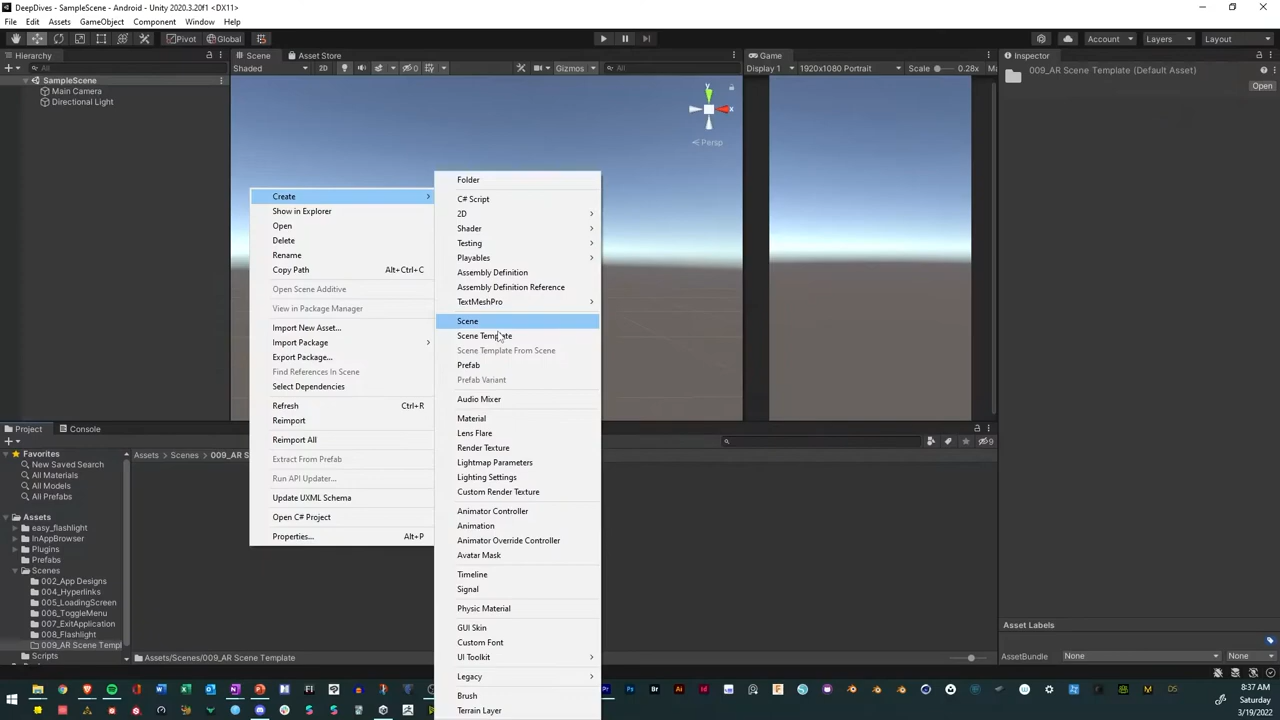 DeepDives - SampleScene - Android - Unity 2020.3.20f1 <DX11>
File Edit Assets GameObject Component Window Help
Pivot Global Account Layers Layout
Hierarchy Scene Asset Store Game Inspector
All Shaded 2D 0 Gizmos All Display 1 1920x1080 Portrait Scale 0.28x 009_AR Scene Template (Default Asset)
Open
SampleScene
Main Camera
Directional Light
y
x
Persp
Create
Show in Explorer
Open
Delete
Rename
Copy Path Alt+Ctrl+C
Open Scene Additive
View in Package Manager
Import New Asset...
Import Package
Export Package...
Find References In Scene
Select Dependencies
Refresh Ctrl+R
Reimport
Reimport All
Extract From Prefab
Run API Updater...
Update UXML Schema
Open C# Project
Properties... Alt+P
Folder
C# Script
2D
Shader
Testing
Playables
Assembly Definition
Assembly Definition Reference
TextMeshPro
Scene
Scene Template
Scene Template From Scene
Prefab
Prefab Variant
Audio Mixer
Material
Lens Flare
Render Texture
Lightmap Parameters
Lighting Settings
Custom Render Texture
Animator Controller
Animation
Animator Override Controller
Avatar Mask
Timeline
Signal
Physic Material
GUI Skin
Custom Font
UI Toolkit
Legacy
Brush
Terrain Layer
Project Console
9
Favorites
New Saved Search
All Materials
All Models
All Prefabs
Assets
easy_flashlight
InAppBrowser
Plugins
Prefabs
Scenes
002_App Designs
004_Hyperlinks
005_LoadingScreen
006_ToggleMenu
007_ExitApplication
008_Flashlight
009_AR Scene Templ
Scripts
Assets Scenes 009_AR S
Assets/Scenes/009_AR Scene Template
Asset Labels
AssetBundle None None
8:37 AM
Saturday
3/19/2022